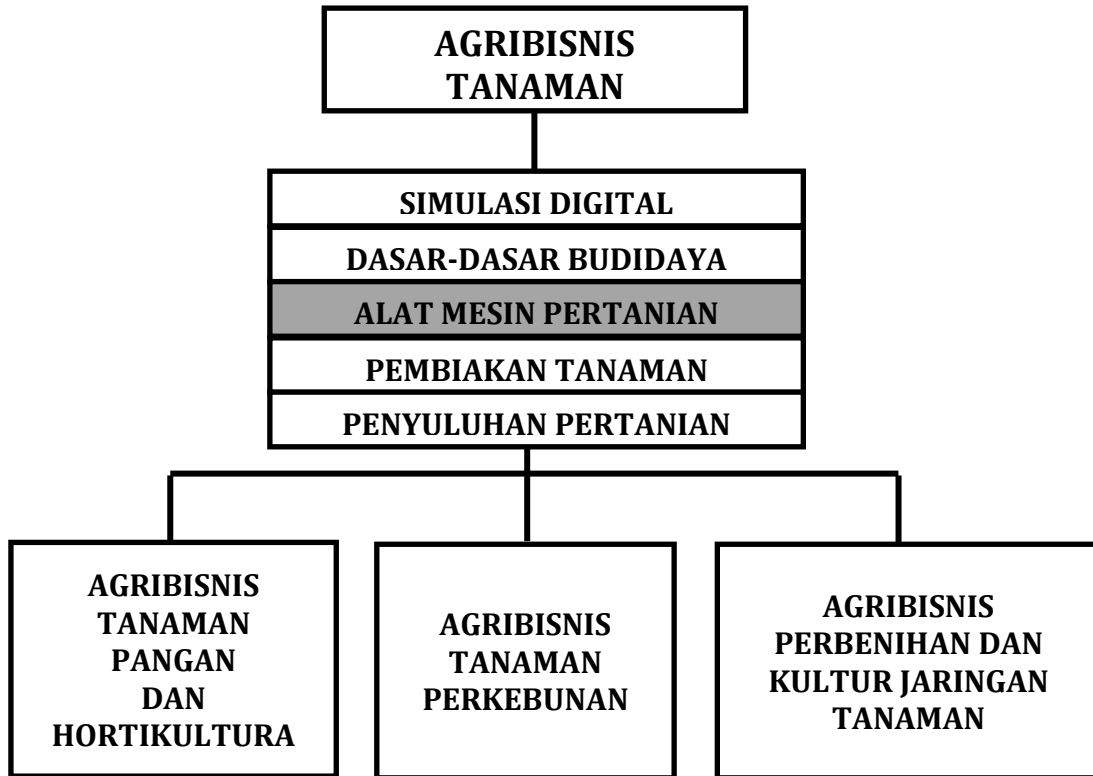 AGRIBISNIS
TANAMAN
SIMULASI DIGITAL
DASAR-DASAR BUDIDAYA
ALAT MESIN PERTANIAN
PEMBIAKAN TANAMAN
PENYULUHAN PERTANIAN
AGRIBISNIS
TANAMAN
PANGAN
DAN
HORTIKULTURA
AGRIBISNIS
TANAMAN
PERKEBUNAN
AGRIBISNIS
PERBENIHAN DAN
KULTUR JARINGAN
TANAMAN